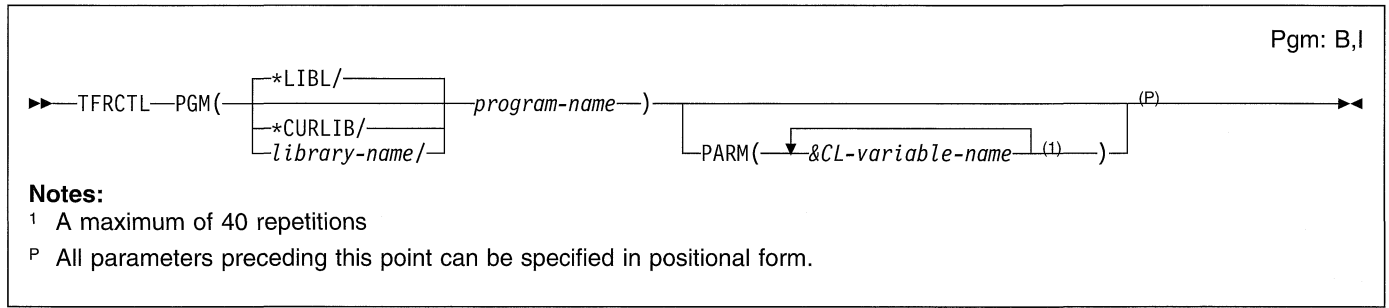 Pgm: B,I
*LIBL/
TFRCTL PGM( program-name ) (P)
*CURLIB/
library-name/ PARM( &CL-variable-name (1) )
Notes:
1 A maximum of 40 repetitions
P All parameters preceding this point can be specified in positional form.